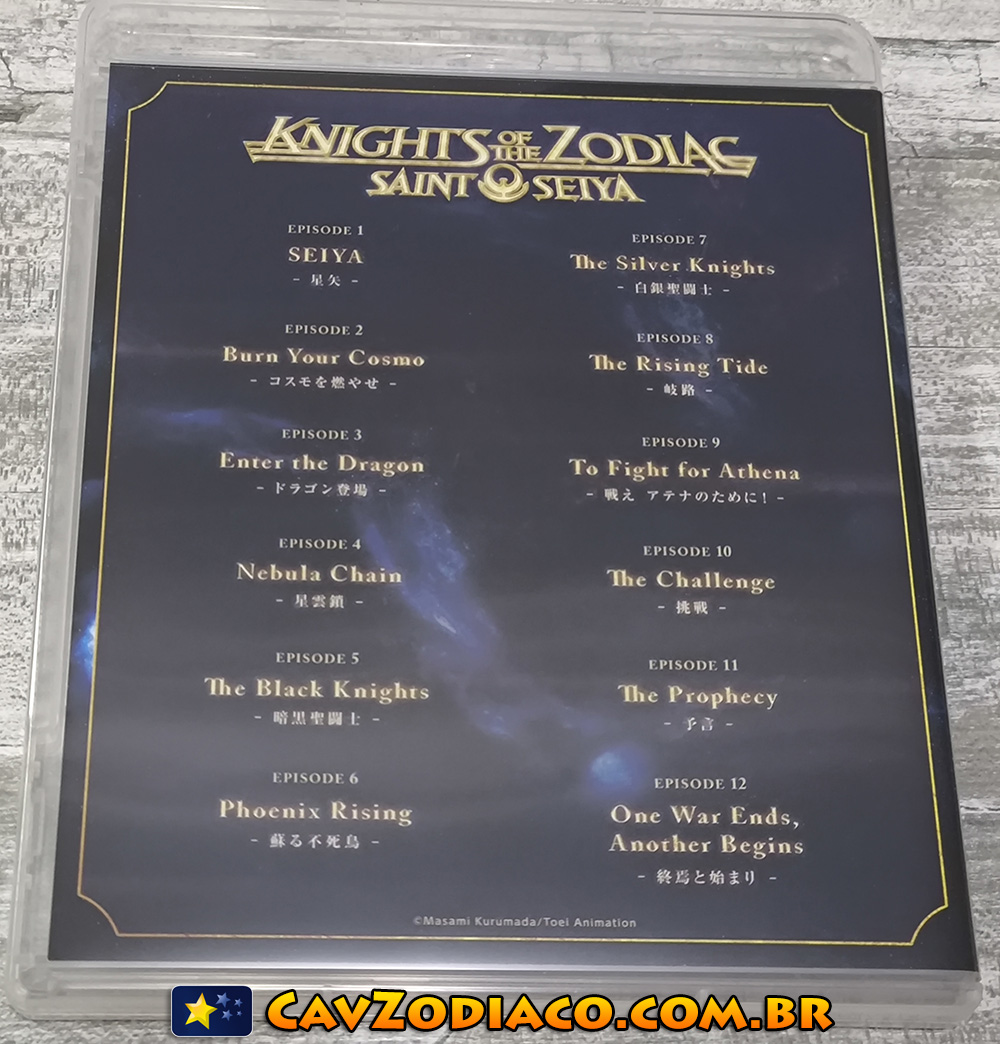 KNIGHTS OF THE ZODIAC
SAINT SEIYA
EPISODE 1
SEIYA
- 星矢 -
EPISODE 2
Burn Your Cosmo
- コスモを燃やせ -
EPISODE 3
Enter the Dragon
- ドラゴン登場 -
EPISODE 4
Nebula Chain
- 星雲鎖 -
EPISODE 5
The Black Knights
- 暗黒聖闘士 -
EPISODE 6
Phoenix Rising
- 蘇る不死鳥 -
EPISODE 7
The Silver Knights
- 白銀聖闘士 -
EPISODE 8
The Rising Tide
- 岐路 -
EPISODE 9
To Fight for Athena
- 戦え アテナのために! -
EPISODE 10
The Challenge
- 挑戦 -
EPISODE 11
The Prophecy
- 予言 -
EPISODE 12
One War Ends,
Another Begins
- 終焉と始まり -
©Masami Kurumada/Toei Animation
CavZodiaco.com.br